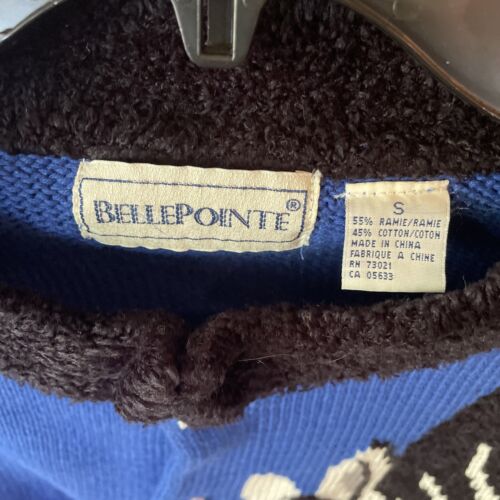 BELLEPOINTE®
S
55% RAMIE/RAMIE
45% COTTON/COTON
MADE IN CHINA
FABRIQUE A CHINE
RN 73021
CA 05633